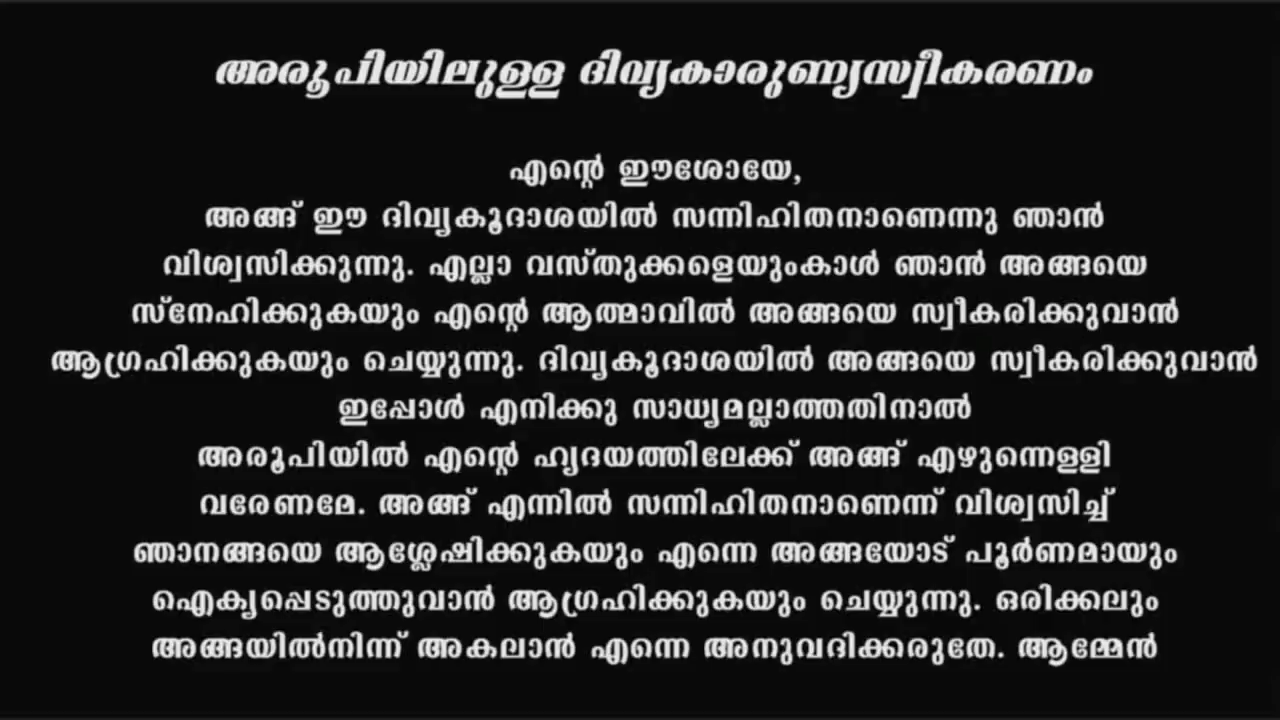 അരൂപിയിലുള്ള ദിവ്യകാരുണ്യസ്വീകരണം
എന്റെ ഈശോയേ,
അങ്ങ് ഈ ദിവ്യകൂദാശയിൽ സന്നിഹിതനാണെന്നു ഞാൻ
വിശ്വസിക്കുന്നു. എല്ലാ വസ്തുക്കളെയുംകാൾ ഞാൻ അങ്ങയെ
സ്നേഹിക്കുകയും എന്റെ ആത്മാവിൽ അങ്ങയെ സ്വീകരിക്കുവാൻ
ആഗ്രഹിക്കുകയും ചെയ്യുന്നു. ദിവ്യകൂദാശയിൽ അങ്ങയെ സ്വീകരിക്കുവാൻ
ഇപ്പോൾ എനിക്കു സാധ്യമല്ലാത്തതിനാൽ
അരൂപിയിൽ എന്റെ ഹൃദയത്തിലേക്ക് അങ്ങ് എഴുന്നെള്ളി
വരേണമേ. അങ്ങ് എന്നിൽ സന്നിഹിതനാണെന്ന് വിശ്വസിച്ച്
ഞാനങ്ങയെ ആശ്ലേഷിക്കുകയും എന്നെ അങ്ങയോട് പൂർണമായും
ഐക്യപ്പെടുത്തുവാൻ ആഗ്രഹിക്കുകയും ചെയ്യുന്നു. ഒരിക്കലും
അങ്ങയിൽനിന്ന് അകലാൻ എന്നെ അനുവദിക്കരുതേ. ആമ്മേൻ